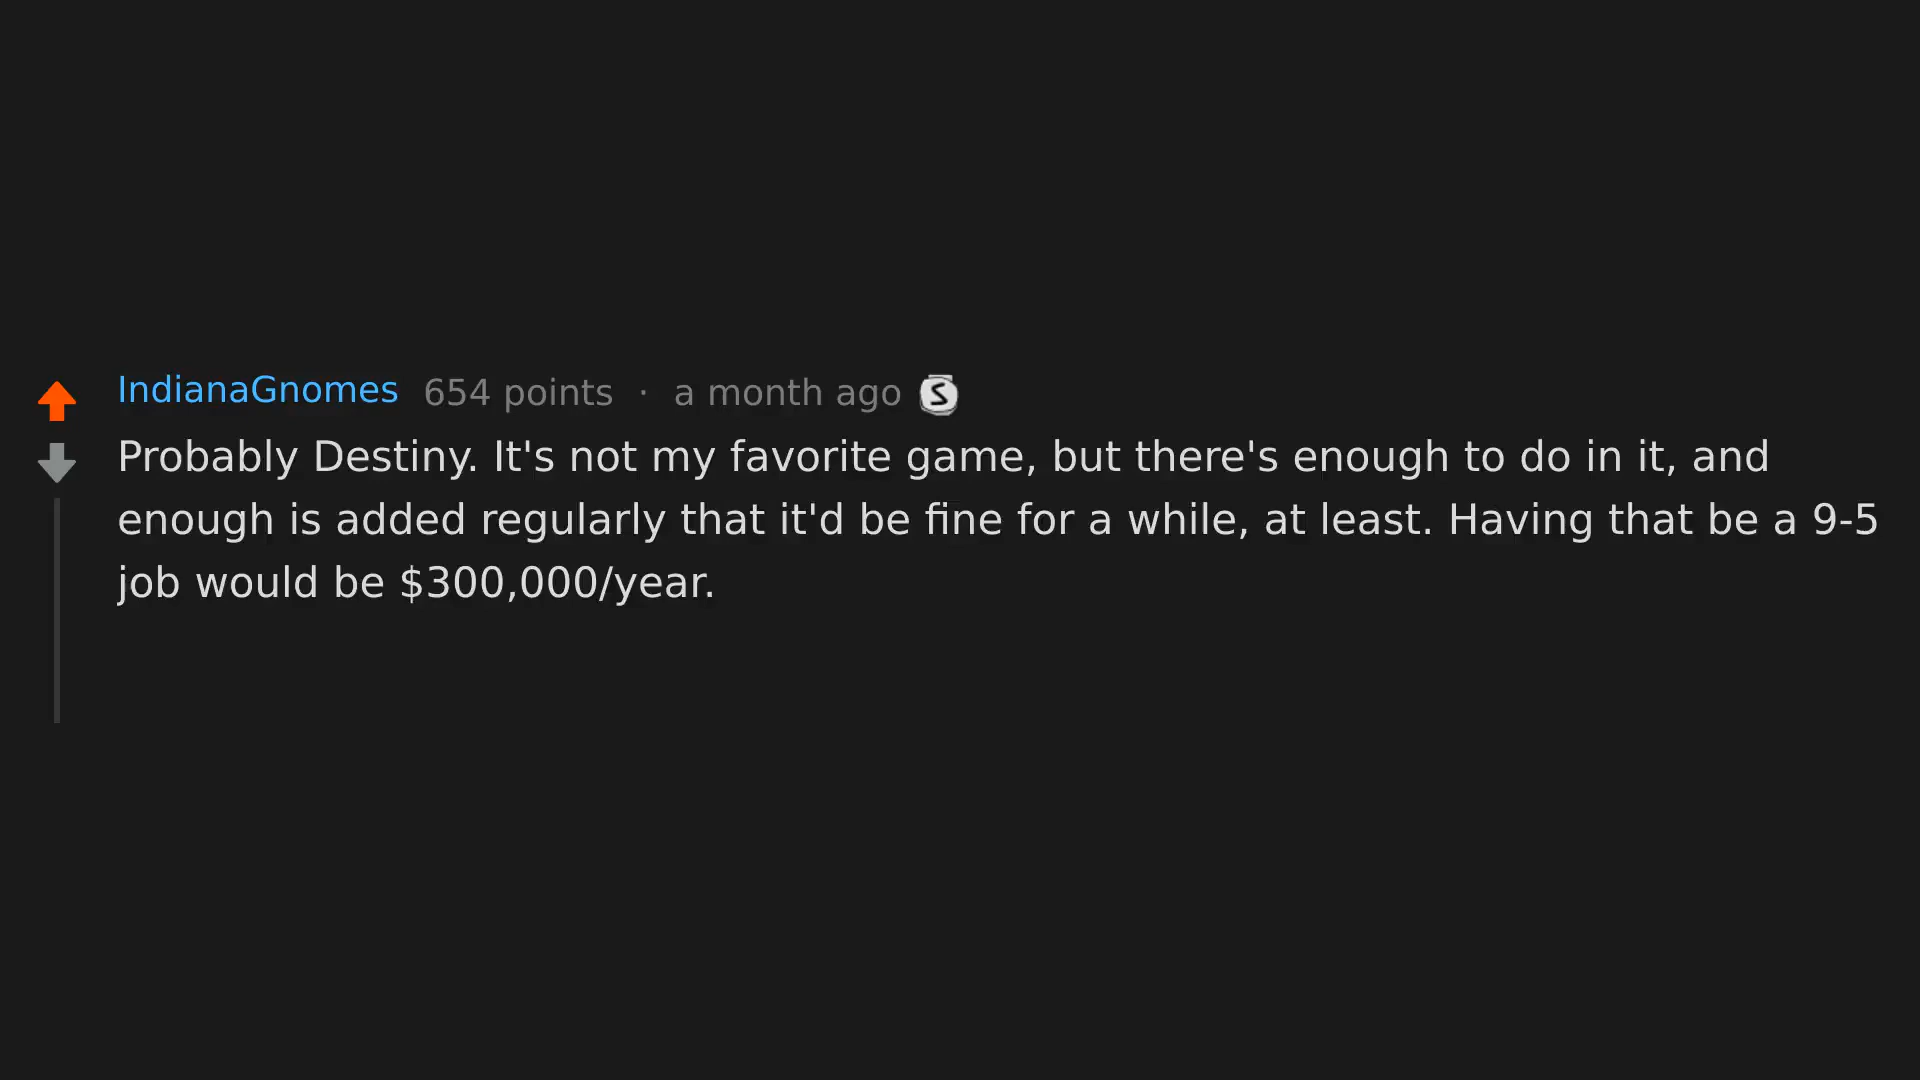 IndianaGnomes 654 points · a month ago S
Probably Destiny. It's not my favorite game, but there's enough to do in it, and
enough is added regularly that it'd be fine for a while, at least. Having that be a 9-5
job would be $300,000/year.